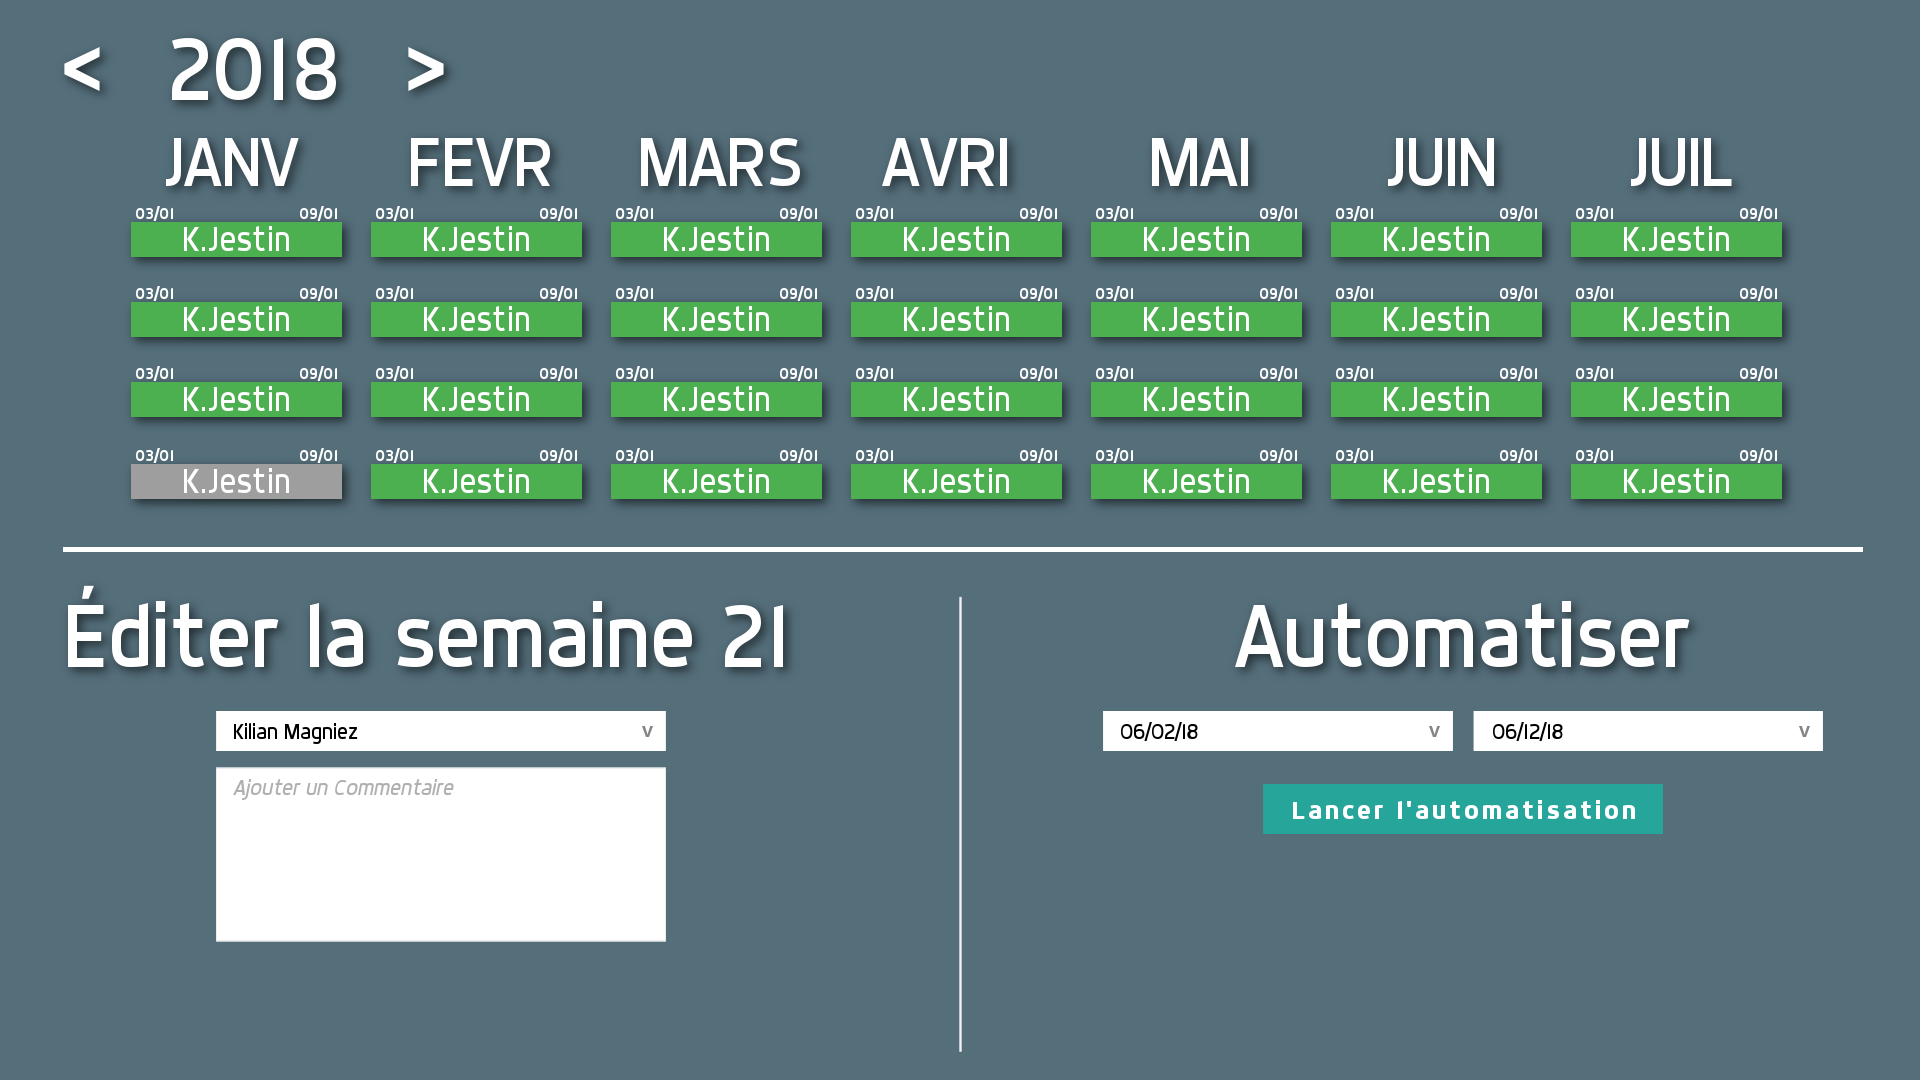 < 2018 >
JANV FEVR MARS AVRI MAI JUIN JUIL
03/01 09/01 03/01 09/01 03/01 09/01 03/01 09/01 03/01 09/01 03/01 09/01 03/01 09/01
K.Jestin K.Jestin K.Jestin K.Jestin K.Jestin K.Jestin K.Jestin
03/01 09/01 03/01 09/01 03/01 09/01 03/01 09/01 03/01 09/01 03/01 09/01 03/01 09/01
K.Jestin K.Jestin K.Jestin K.Jestin K.Jestin K.Jestin K.Jestin
03/01 09/01 03/01 09/01 03/01 09/01 03/01 09/01 03/01 09/01 03/01 09/01 03/01 09/01
K.Jestin K.Jestin K.Jestin K.Jestin K.Jestin K.Jestin K.Jestin
03/01 09/01 03/01 09/01 03/01 09/01 03/01 09/01 03/01 09/01 03/01 09/01 03/01 09/01
K.Jestin K.Jestin K.Jestin K.Jestin K.Jestin K.Jestin K.Jestin
Éditer la semaine 21
Kilian Magniez v
Ajouter un Commentaire
Automatiser
06/02/18 v 06/12/18 v
Lancer l'automatisation